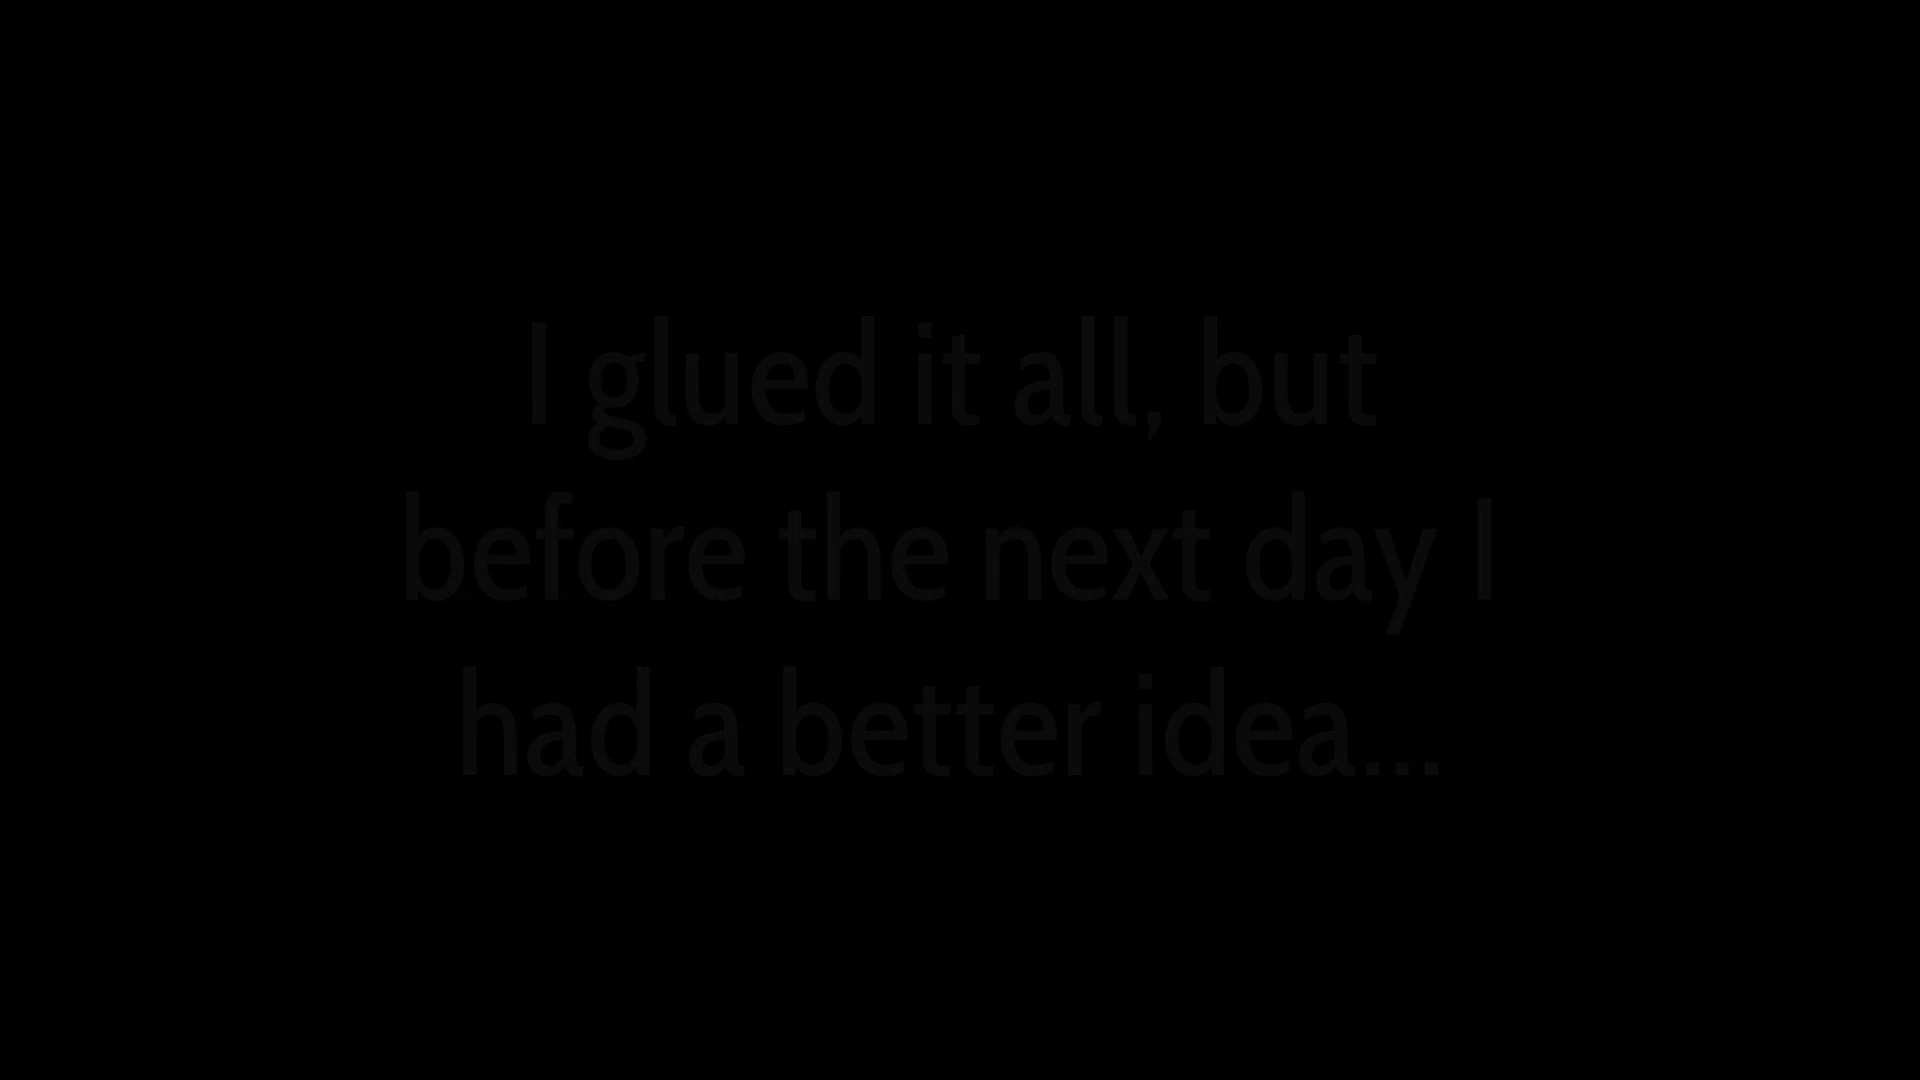 I glued it all, but
before the next day I
had a better idea...